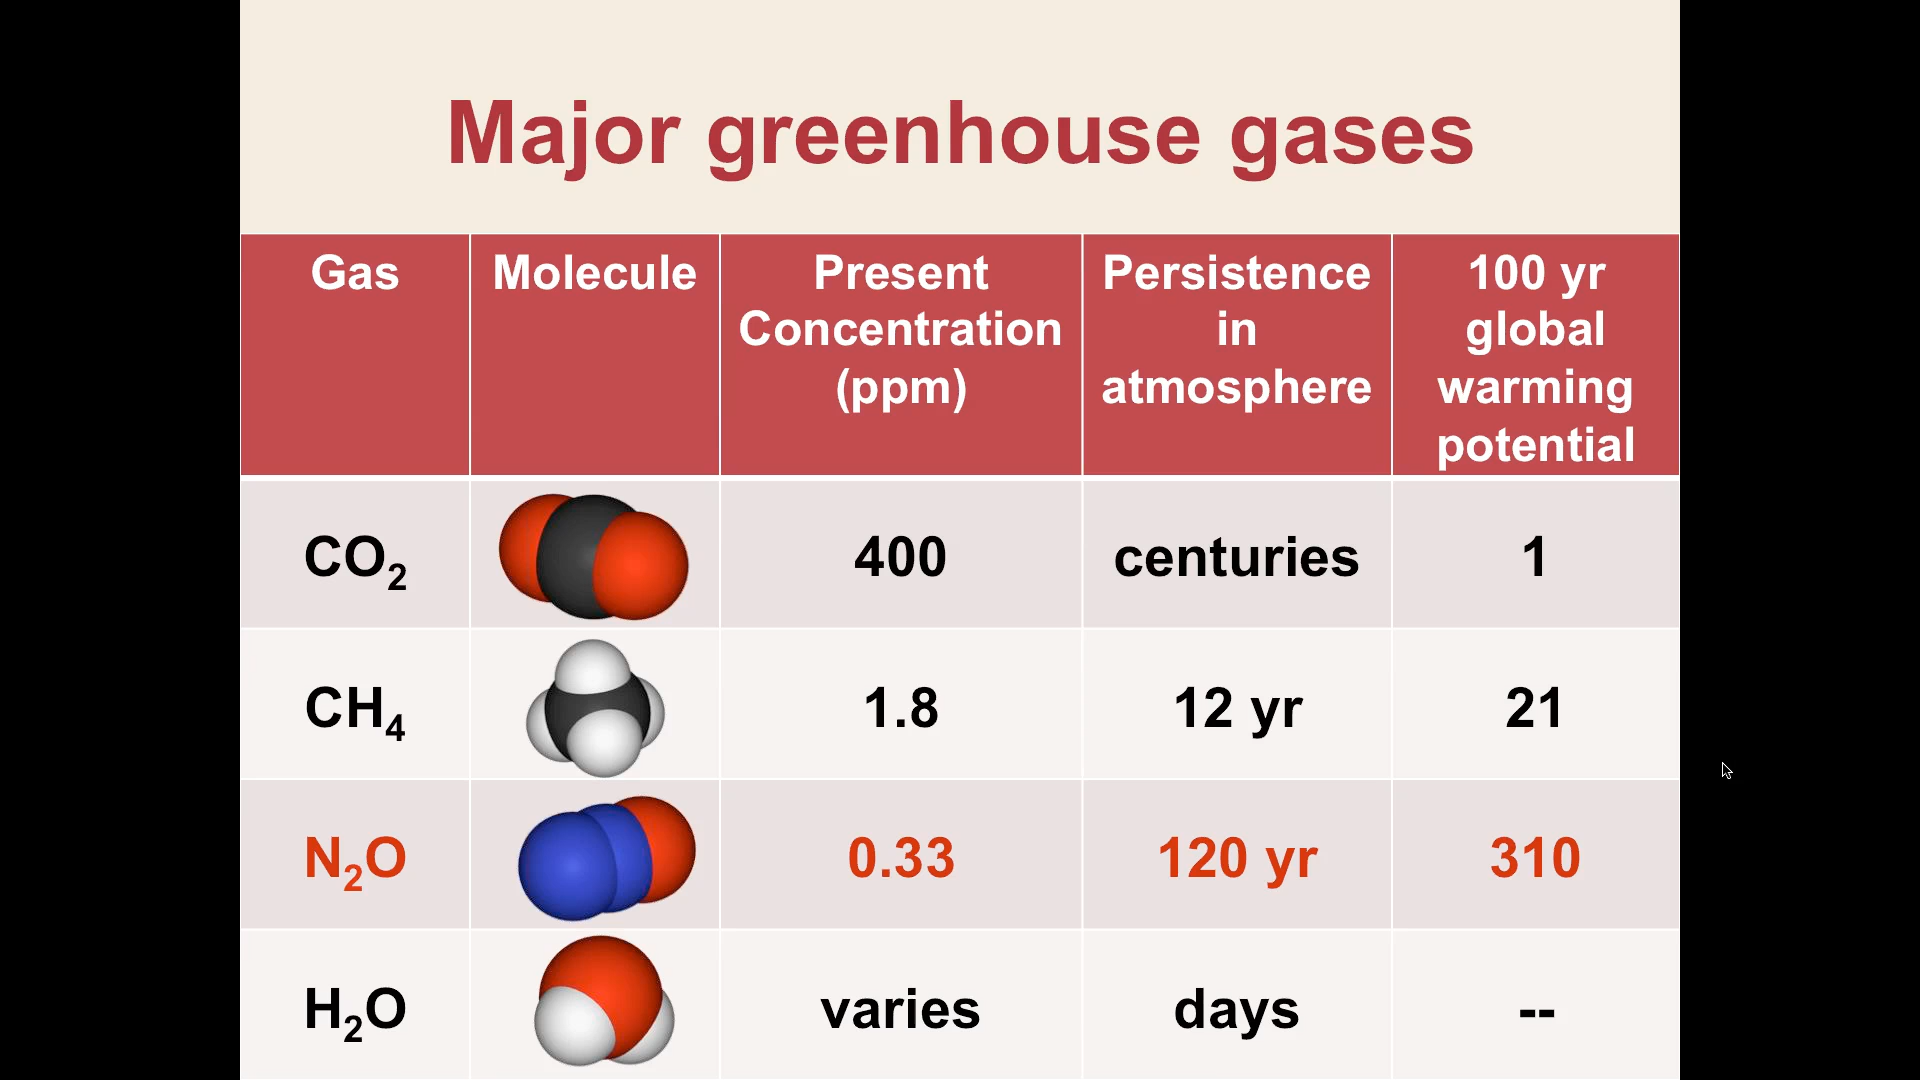 Major greenhouse gases
Gas
Molecule
Present
Concentration
(ppm)
Persistence
in
atmosphere
100 yr
global
warming
potential
CO₂
400
centuries
1
CH₄
1.8
12 yr
21
N₂O
0.33
120 yr
310
H₂O
varies
days
--